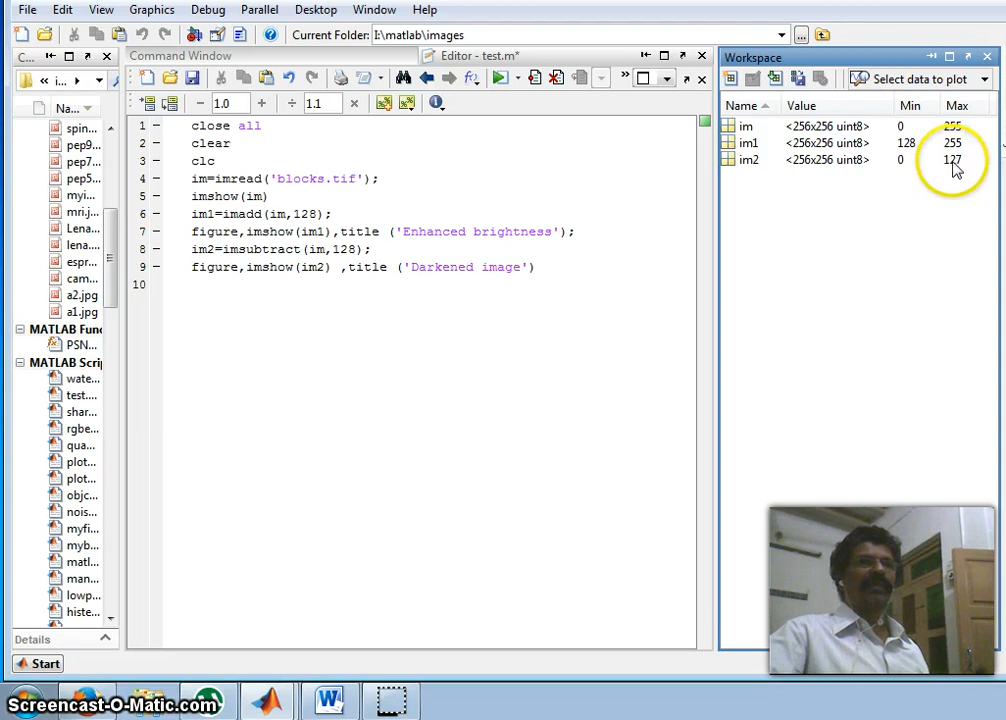 File Edit View Graphics Debug Parallel Desktop Window Help
Current Folder: I:\matlab\images
C...
Command Window
Editor - test.m*
Workspace
i...
Select data to plot
1.0
1.1
Na...
Name Value Min Max
spin...
pep9...
pep7...
pep5...
myi...
mri.j...
Lena...
lena....
espr...
cam...
a2.jpg
a1.jpg
MATLAB Func
PSN...
MATLAB Scri
wate...
test....
shar...
rgbe...
qua...
plot...
plot...
objc...
nois...
myfi...
myb...
matl...
man...
lowp...
histe...
1 close all
2 clear
3 clc
4 im=imread('blocks.tif');
5 imshow(im)
6 im1=imadd(im,128);
7 figure,imshow(im1),title ('Enhanced brightness');
8 im2=imsubtract(im,128);
9 figure,imshow(im2) ,title ('Darkened image')
10
im <256x256 uint8> 0 255
im1 <256x256 uint8> 128 255
im2 <256x256 uint8> 0 127
Details
Start
Screencast-O-Matic.com